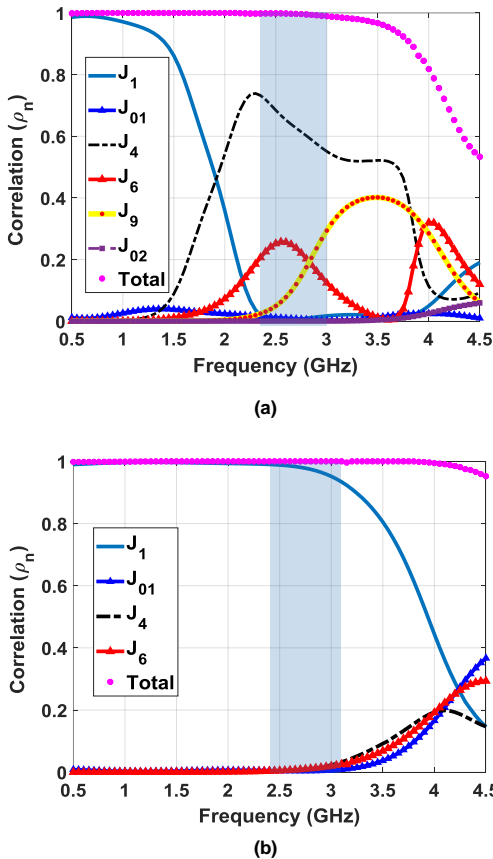 1
0.8
0.6
0.4
0.2
0
Correlation (ρn)
J1
J01
J4
J6
J9
J02
Total
0.5 1 1.5 2 2.5 3 3.5 4 4.5
Frequency (GHz)
(a)
1
0.8
0.6
0.4
0.2
0
Correlation (ρn)
J1
J01
J4
J6
Total
0.5 1 1.5 2 2.5 3 3.5 4 4.5
Frequency (GHz)
(b)